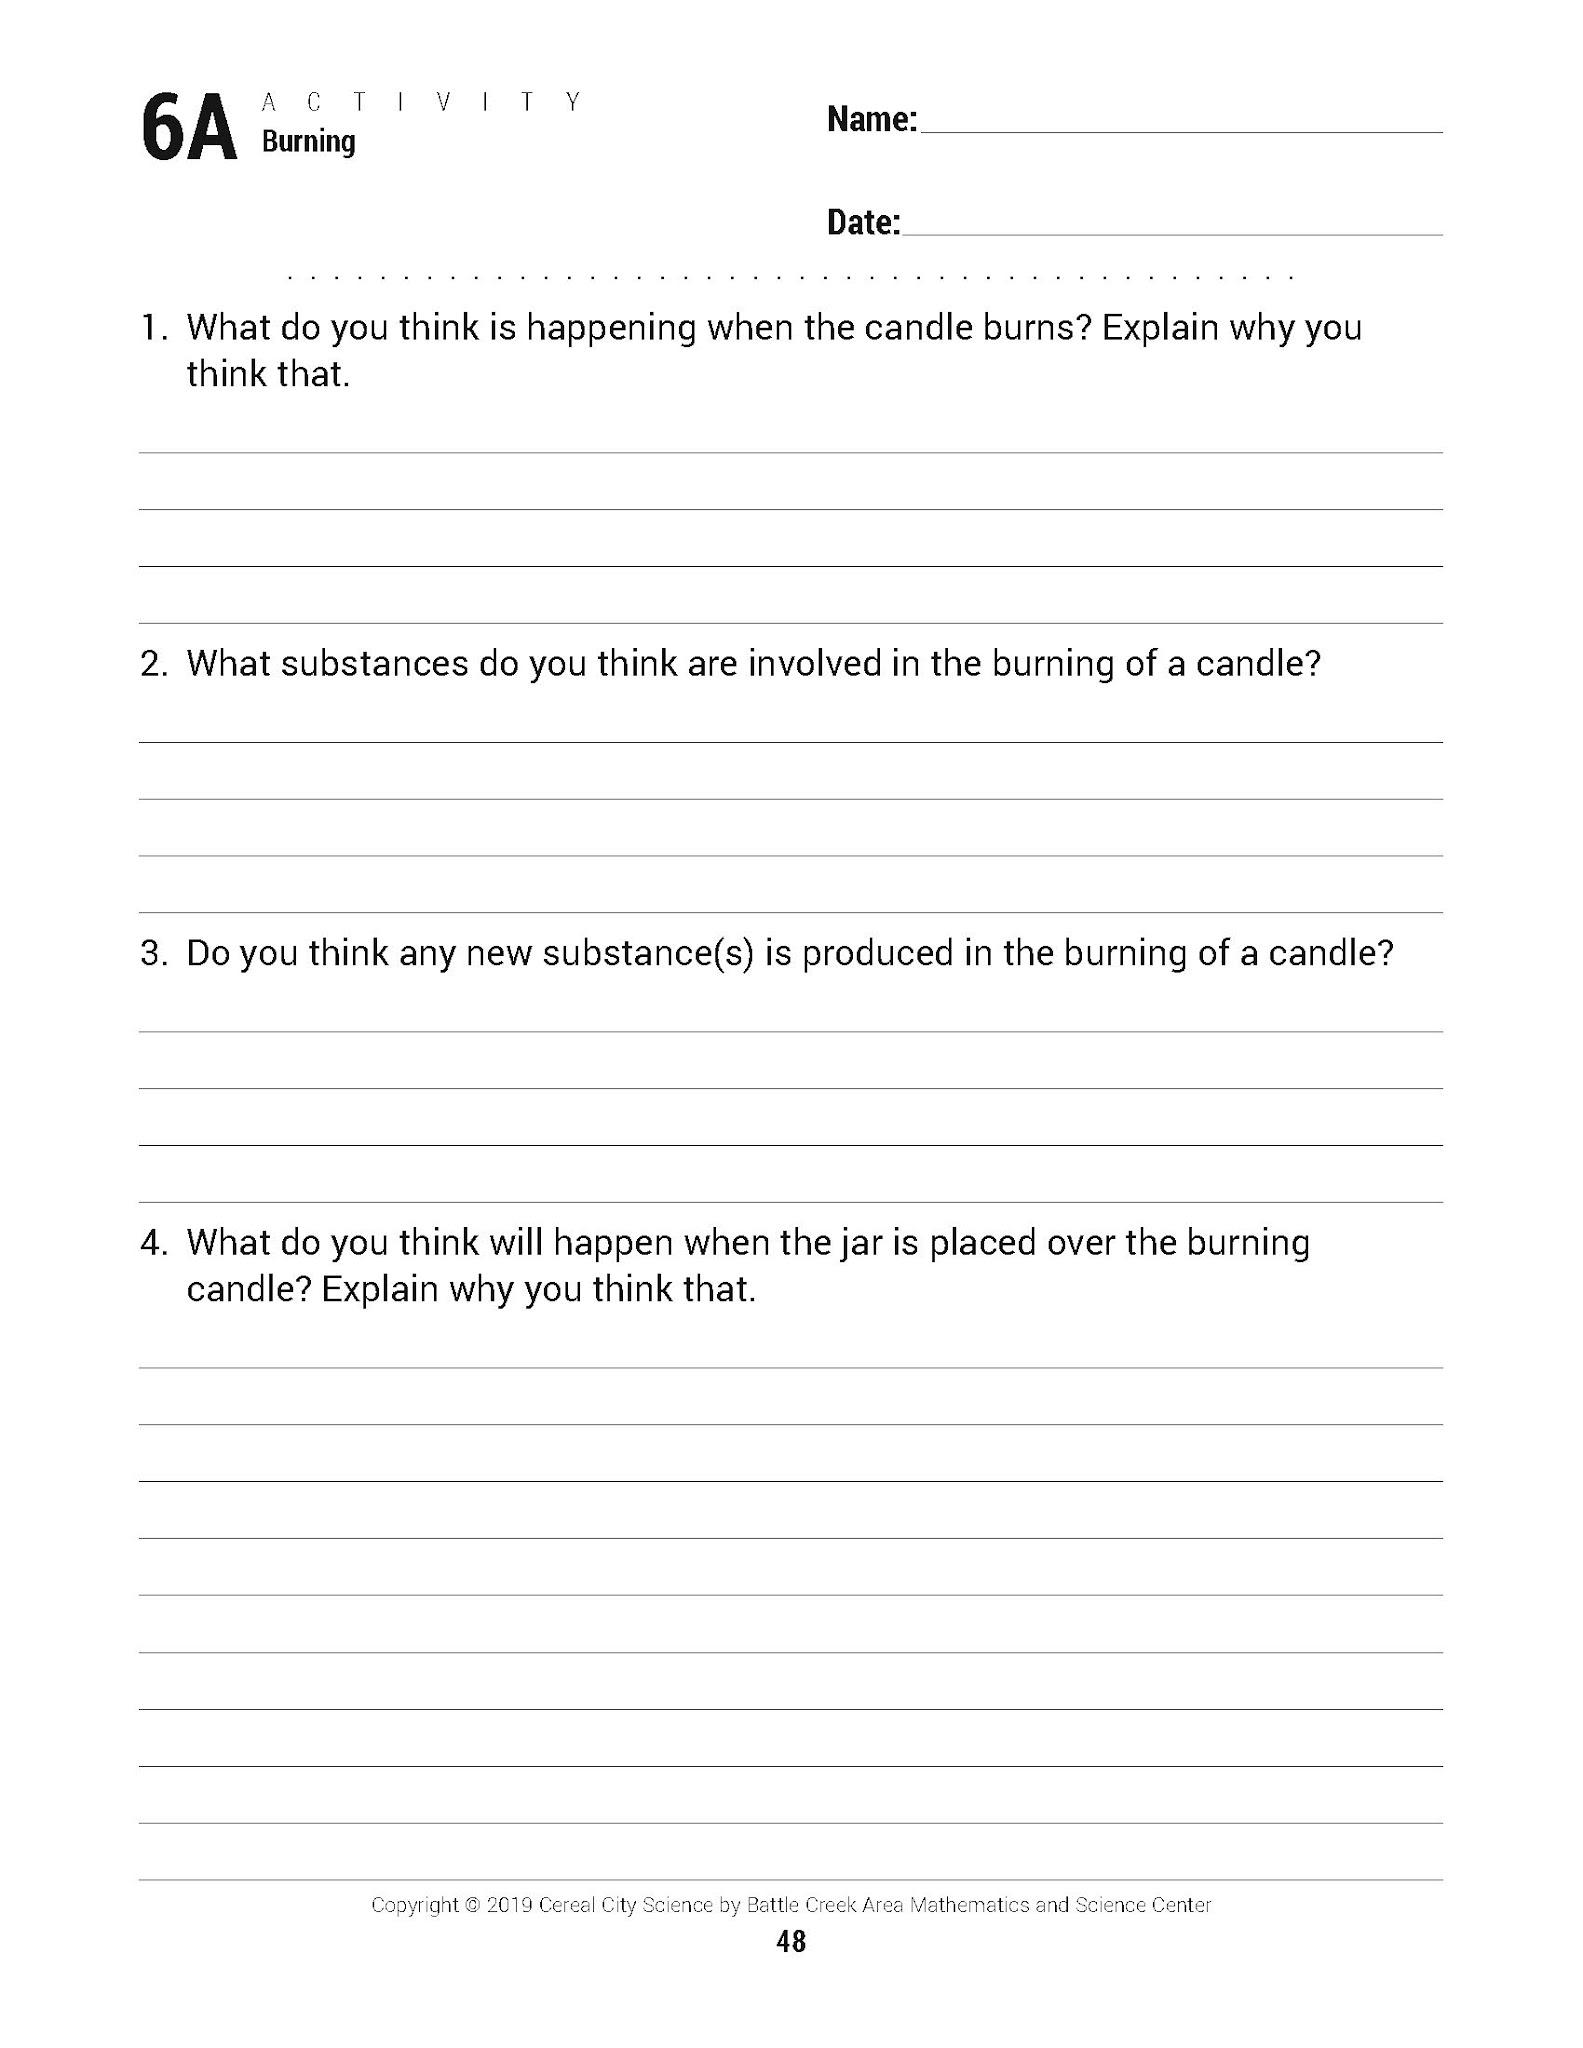 6A ACTIVITY
Burning
Name:
Date:
1. What do you think is happening when the candle burns? Explain why you
think that.
2. What substances do you think are involved in the burning of a candle?
3. Do you think any new substance(s) is produced in the burning of a candle?
4. What do you think will happen when the jar is placed over the burning
candle? Explain why you think that.
Copyright © 2019 Cereal City Science by Battle Creek Area Mathematics and Science Center
48